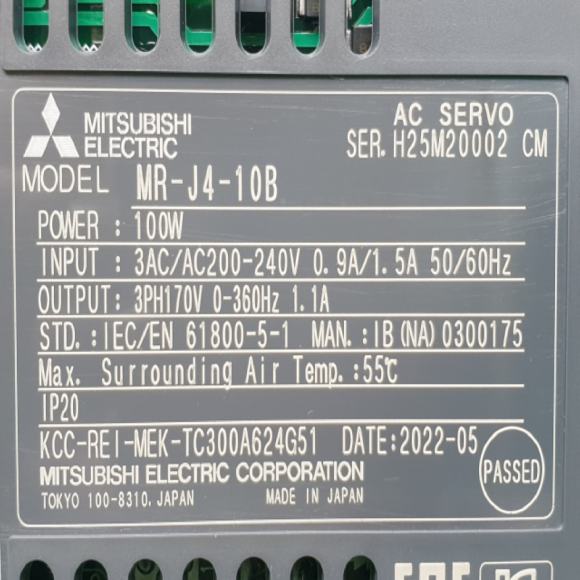 MITSUBISHI
ELECTRIC
AC SERVO
SER. H25M20002 CM
MODEL MR-J4-10B
POWER : 100W
INPUT : 3AC/AC200-240V 0.9A/1.5A 50/60Hz
OUTPUT: 3PH170V 0-360Hz 1.1A
STD. : IEC/EN 61800-5-1 MAN. : IB (NA) 0300175
Max. Surrounding Air Temp. :55℃
IP20
KCC-REI-MEK-TC300A624G51 DATE:2022-05
MITSUBISHI ELECTRIC CORPORATION
PASSED
TOKYO 100-8310, JAPAN MADE IN JAPAN